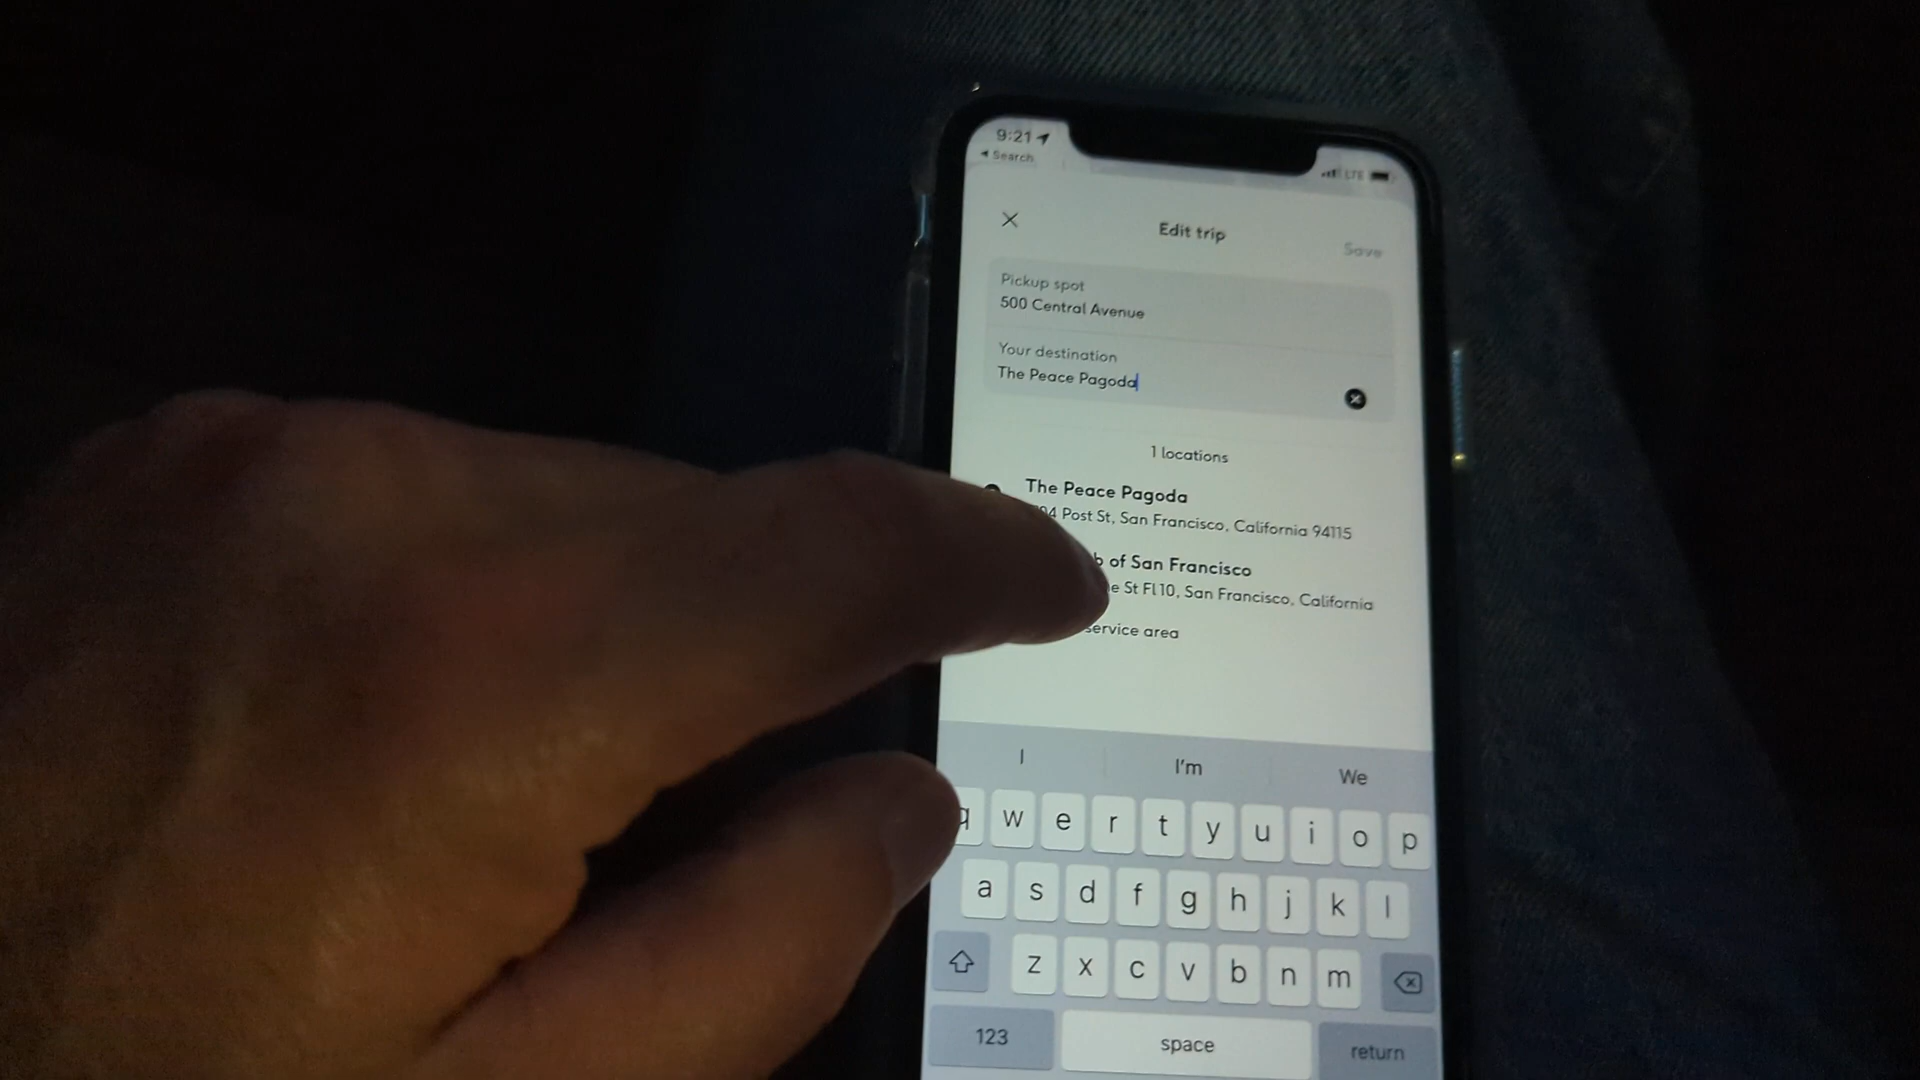 9:21
Search
LTE
Edit trip
Save
Pickup spot
500 Central Avenue
Your destination
The Peace Pagoda
1 locations
The Peace Pagoda
04 Post St, San Francisco, California 94115
b of San Francisco
e St Fl 10, San Francisco, California
service area
I I'm We
q w e r t y u i o p
a s d f g h j k l
z x c v b n m
123 space return